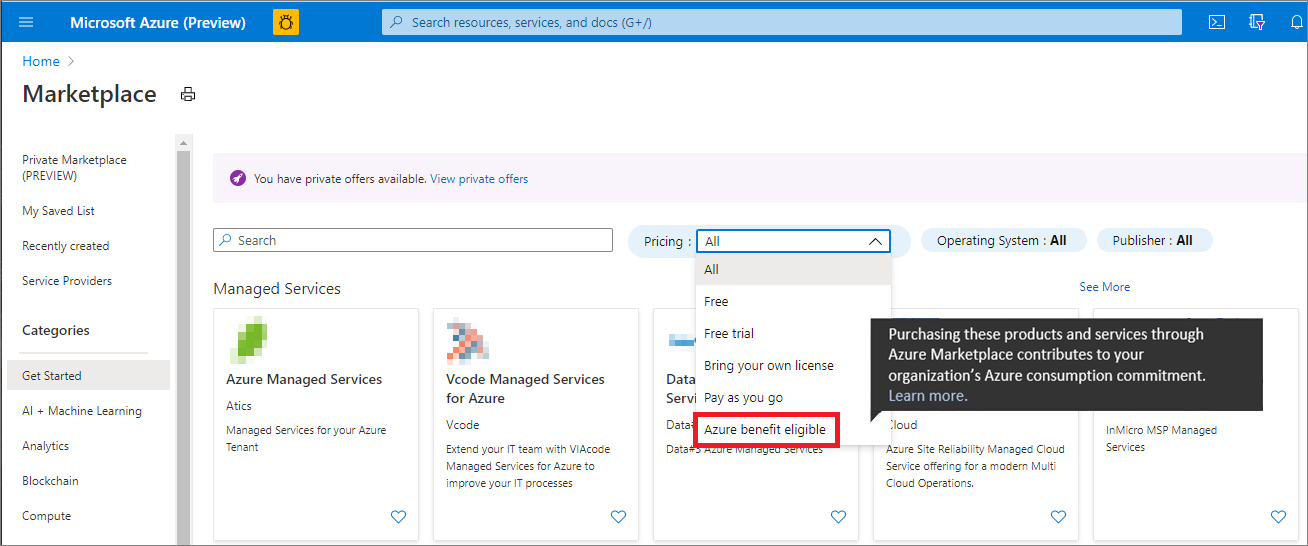 Microsoft Azure (Preview)
Search resources, services, and docs (G+/)
Home
Marketplace
Private Marketplace
(PREVIEW)
My Saved List
Recently created
Service Providers
Categories
Get Started
AI + Machine Learning
Analytics
Blockchain
Compute
You have private offers available. View private offers
Search
Pricing : All
Operating System : All
Publisher : All
All
Free
Free trial
Bring your own license
Pay as you go
Azure benefit eligible
Purchasing these products and services through
Azure Marketplace contributes to your
organization's Azure consumption commitment.
Learn more.
Managed Services
See More
Azure Managed Services
Atics
Managed Services for your Azure
Tenant
Vcode Managed Services
for Azure
Vcode
Extend your IT team with VIAcode
Managed Services for Azure to
improve your IT processes
Data#3 Azure Managed Services
Cloud
Azure Site Reliability Managed Cloud
Service offering for a modern Multi
Cloud Operations.
InMicro MSP Managed
Services